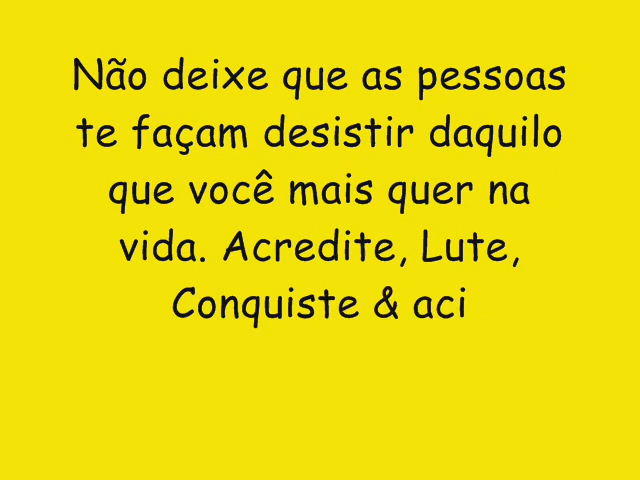 Não deixe que as pessoas
te façam desistir daquilo
que você mais quer na
vida. Acredite, Lute,
Conquiste & aci